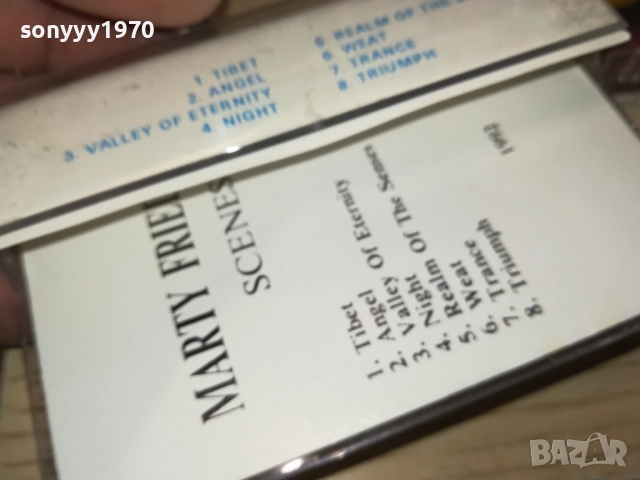 sonyyy1970
1 TIBET
2 ANGEL
3 VALLEY OF ETERNITY
4 NIGHT
5 REALM OF THE
6 WEAT
7 TRANCE
8 TRIUMPH
MARTY
SCENES
1. Tibet
2. Angel
3. Valley Of Eternity
4. Night
5. Realm Of The Senses
6. Weat
7. Trance
8. Triumph
1992
BAZAR